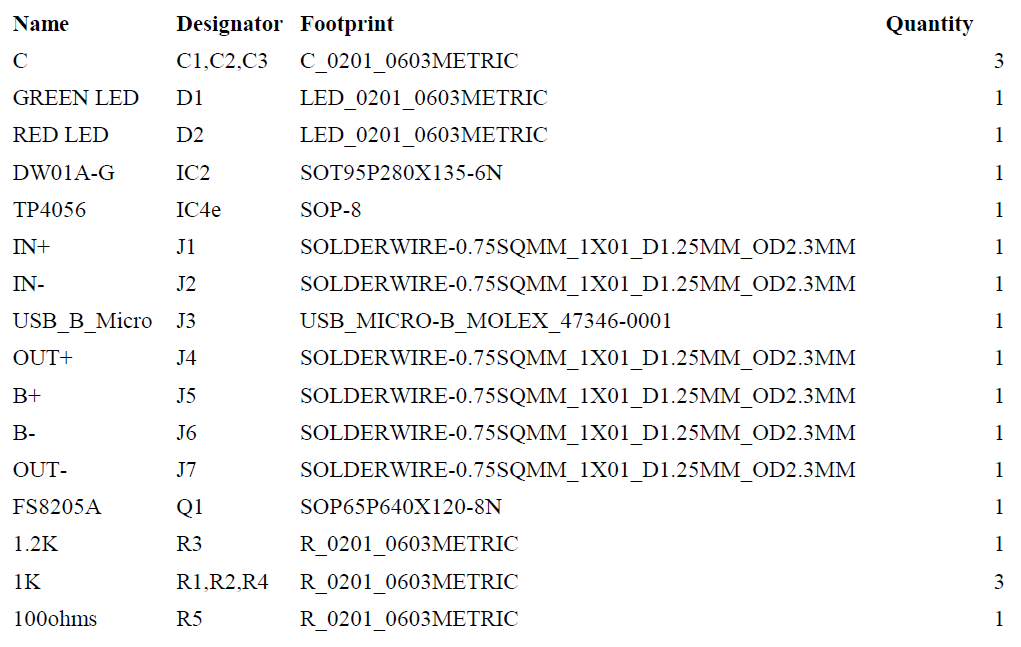 Name Designator Footprint Quantity
C C1,C2,C3 C_0201_0603METRIC 3
GREEN LED D1 LED_0201_0603METRIC 1
RED LED D2 LED_0201_0603METRIC 1
DW01A-G IC2 SOT95P280X135-6N 1
TP4056 IC4e SOP-8 1
IN+ J1 SOLDERWIRE-0.75SQMM_1X01_D1.25MM_OD2.3MM 1
IN- J2 SOLDERWIRE-0.75SQMM_1X01_D1.25MM_OD2.3MM 1
USB_B_Micro J3 USB_MICRO-B_MOLEX_47346-0001 1
OUT+ J4 SOLDERWIRE-0.75SQMM_1X01_D1.25MM_OD2.3MM 1
B+ J5 SOLDERWIRE-0.75SQMM_1X01_D1.25MM_OD2.3MM 1
B- J6 SOLDERWIRE-0.75SQMM_1X01_D1.25MM_OD2.3MM 1
OUT- J7 SOLDERWIRE-0.75SQMM_1X01_D1.25MM_OD2.3MM 1
FS8205A Q1 SOP65P640X120-8N 1
1.2K R3 R_0201_0603METRIC 1
1K R1,R2,R4 R_0201_0603METRIC 3
100ohms R5 R_0201_0603METRIC 1